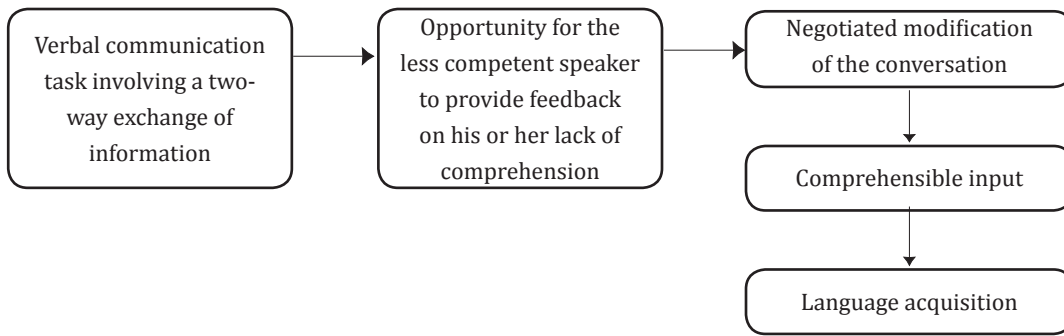 Verbal communication
task involving a two-
way exchange of
information
Opportunity for the
less competent speaker
to provide feedback
on his or her lack of
comprehension
Negotiated modification
of the conversation
Comprehensible input
Language acquisition